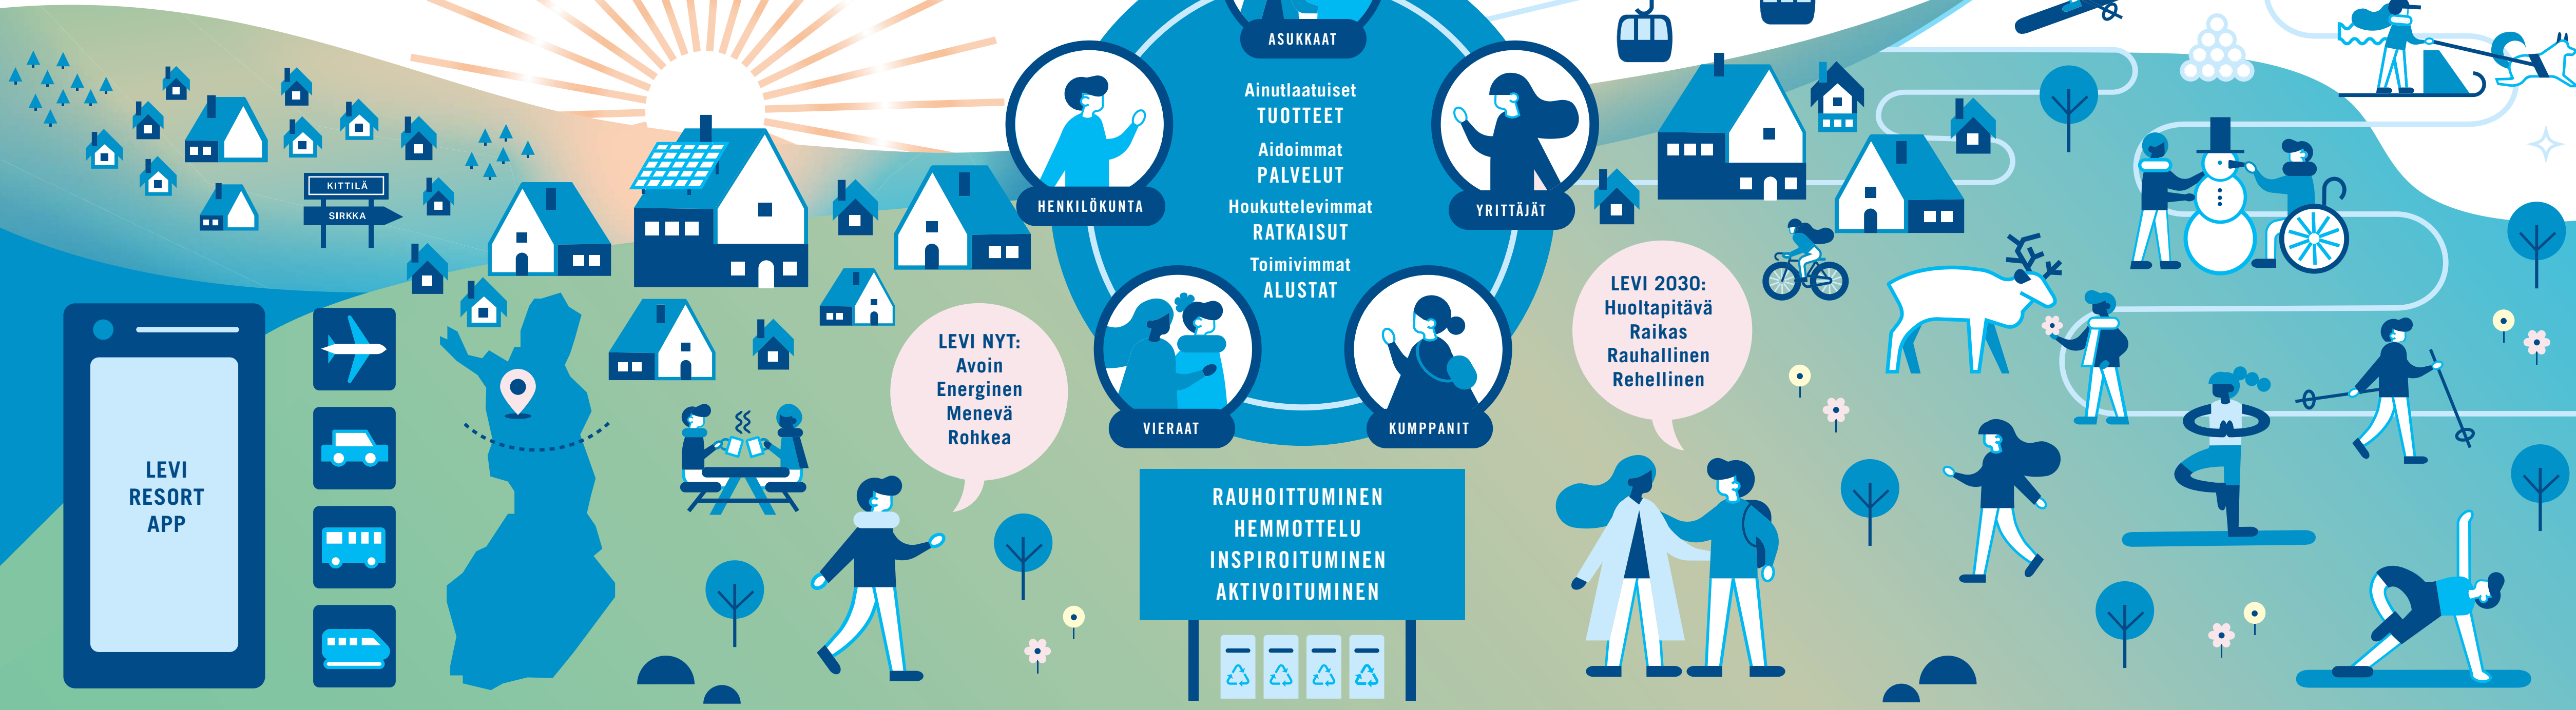 KITTILÄ
SIRKKA
LEVI
RESORT
APP
LEVI NYT:
Avoin
Energinen
Menevä
Rohkea
ASUKKAAT
HENKILÖKUNTA
YRITTÄJÄT
VIERAAT
KUMPPANIT
Ainutlaatuiset
TUOTTEET
Aidoimmat
PALVELUT
Houkuttelevimmat
RATKAISUT
Toimivimmat
ALUSTAT
RAUHOITTUMINEN
HEMMOTTELU
INSPIROITUMINEN
AKTIVOITUMINEN
LEVI 2030:
Huoltapitävä
Raikas
Rauhallinen
Rehellinen